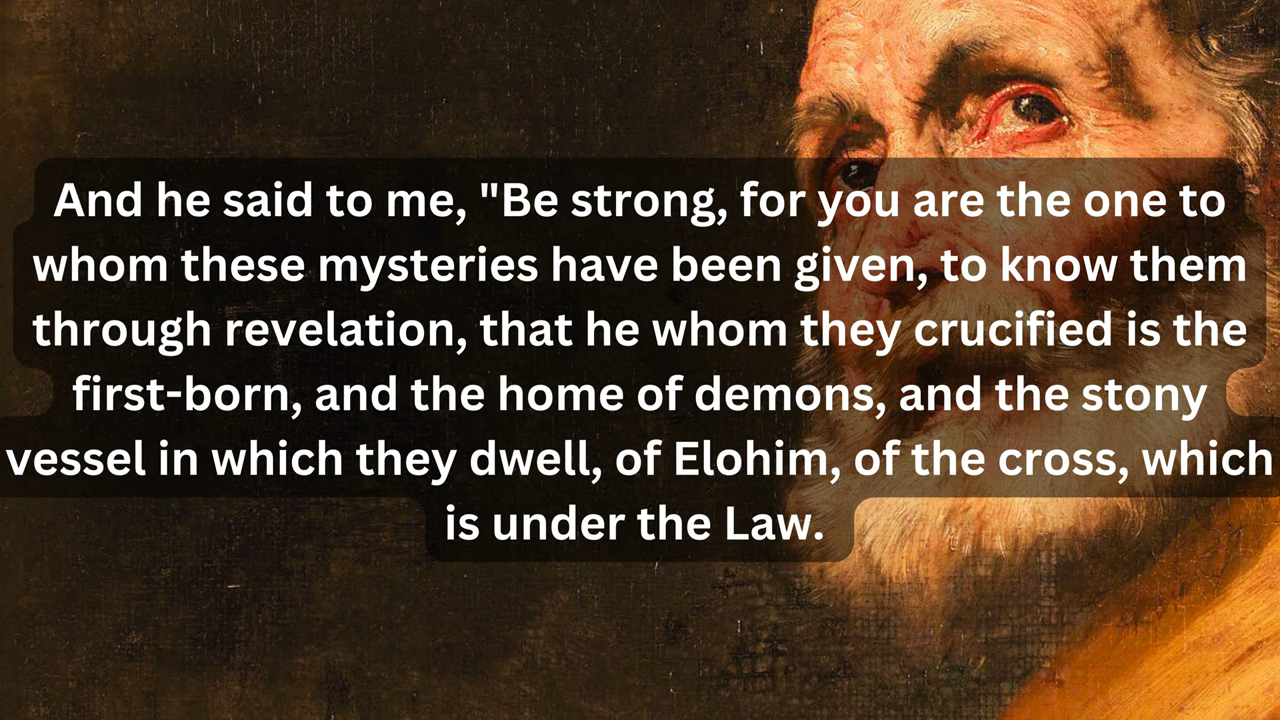 And he said to me, "Be strong, for you are the one to
whom these mysteries have been given, to know them
through revelation, that he whom they crucified is the
first-born, and the home of demons, and the stony
vessel in which they dwell, of Elohim, of the cross, which
is under the Law.